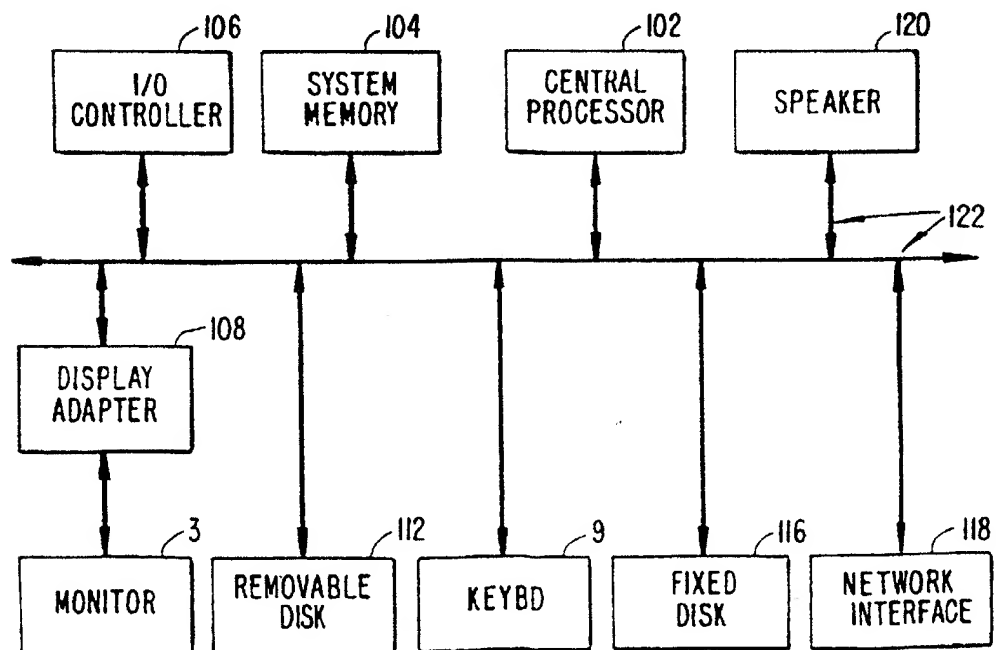 106
104
102
120
I/O
CONTROLLER
SYSTEM
MEMORY
CENTRAL
PROCESSOR
SPEAKER
122
108
DISPLAY
ADAPTER
3
112
9
116
118
MONITOR
REMOVABLE
DISK
KEYBD
FIXED
DISK
NETWORK
INTERFACE